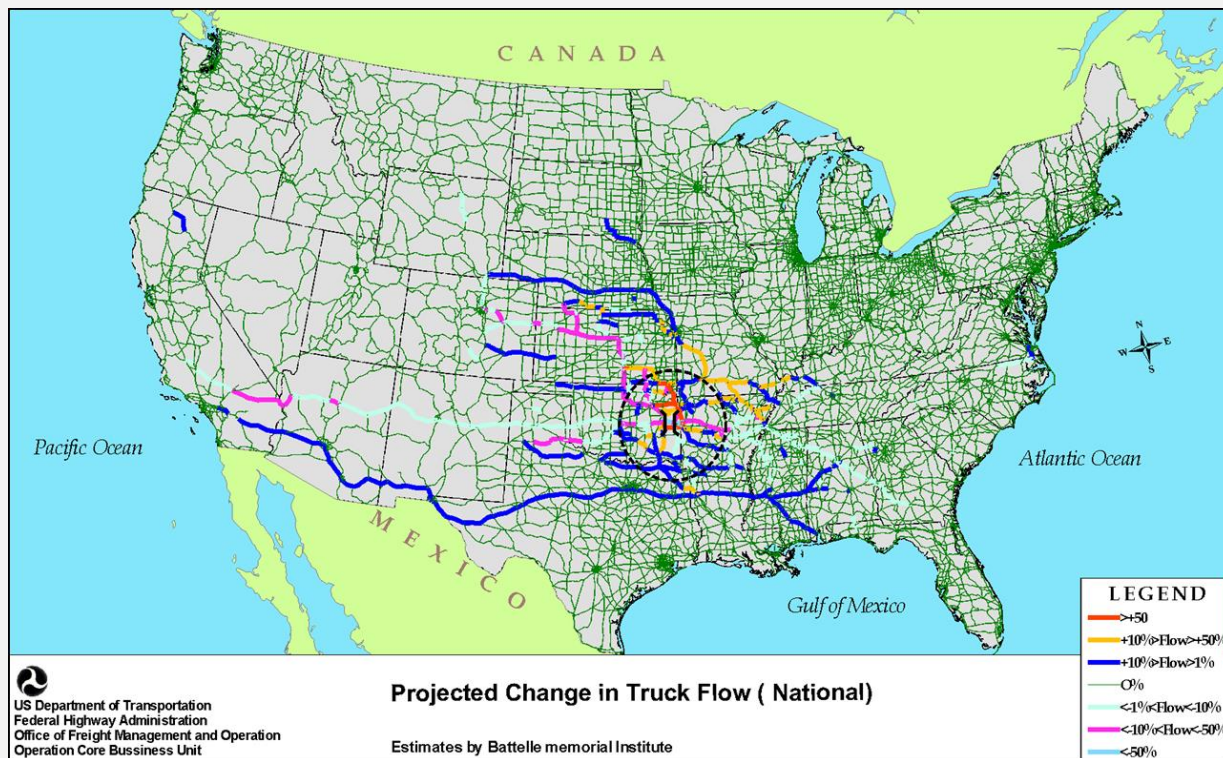 CANADA
N
W E
S
Pacific Ocean
Atlantic Ocean
MEXICO
Gulf of Mexico
LEGEND
>+50
+10%>Flow>+50%
+10%>Flow>1%
O%
<-1%<Flow<-10%
<-10%<Flow<-50%
<-50%
US Department of Transportation
Federal Highway Administration
Office of Freight Management and Operation
Operation Core Bussiness Unit
Projected Change in Truck Flow ( National)
Estimates by Battelle memorial Institute